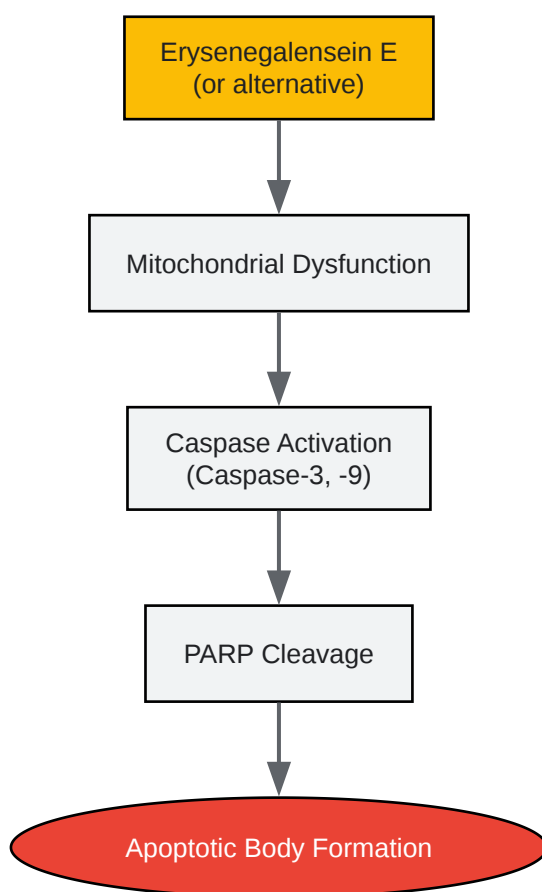 Erysenegalensein E
(or alternative)
Mitochondrial Dysfunction
Caspase Activation
(Caspase-3, -9)
PARP Cleavage
Apoptotic Body Formation